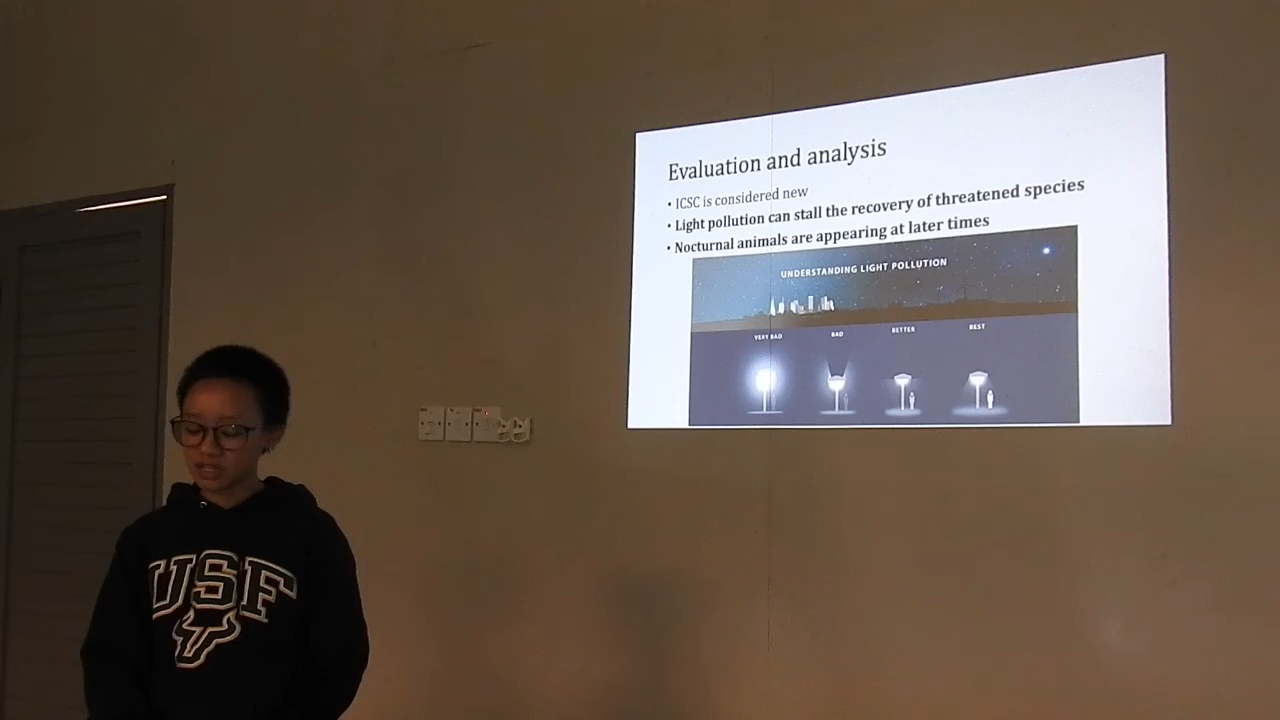 Evaluation and analysis
• ICSC is considered new
• Light pollution can stall the recovery of threatened species
• Nocturnal animals are appearing at later times
UNDERSTANDING LIGHT POLLUTION
VERY BAD
BAD
BETTER
BEST
USF